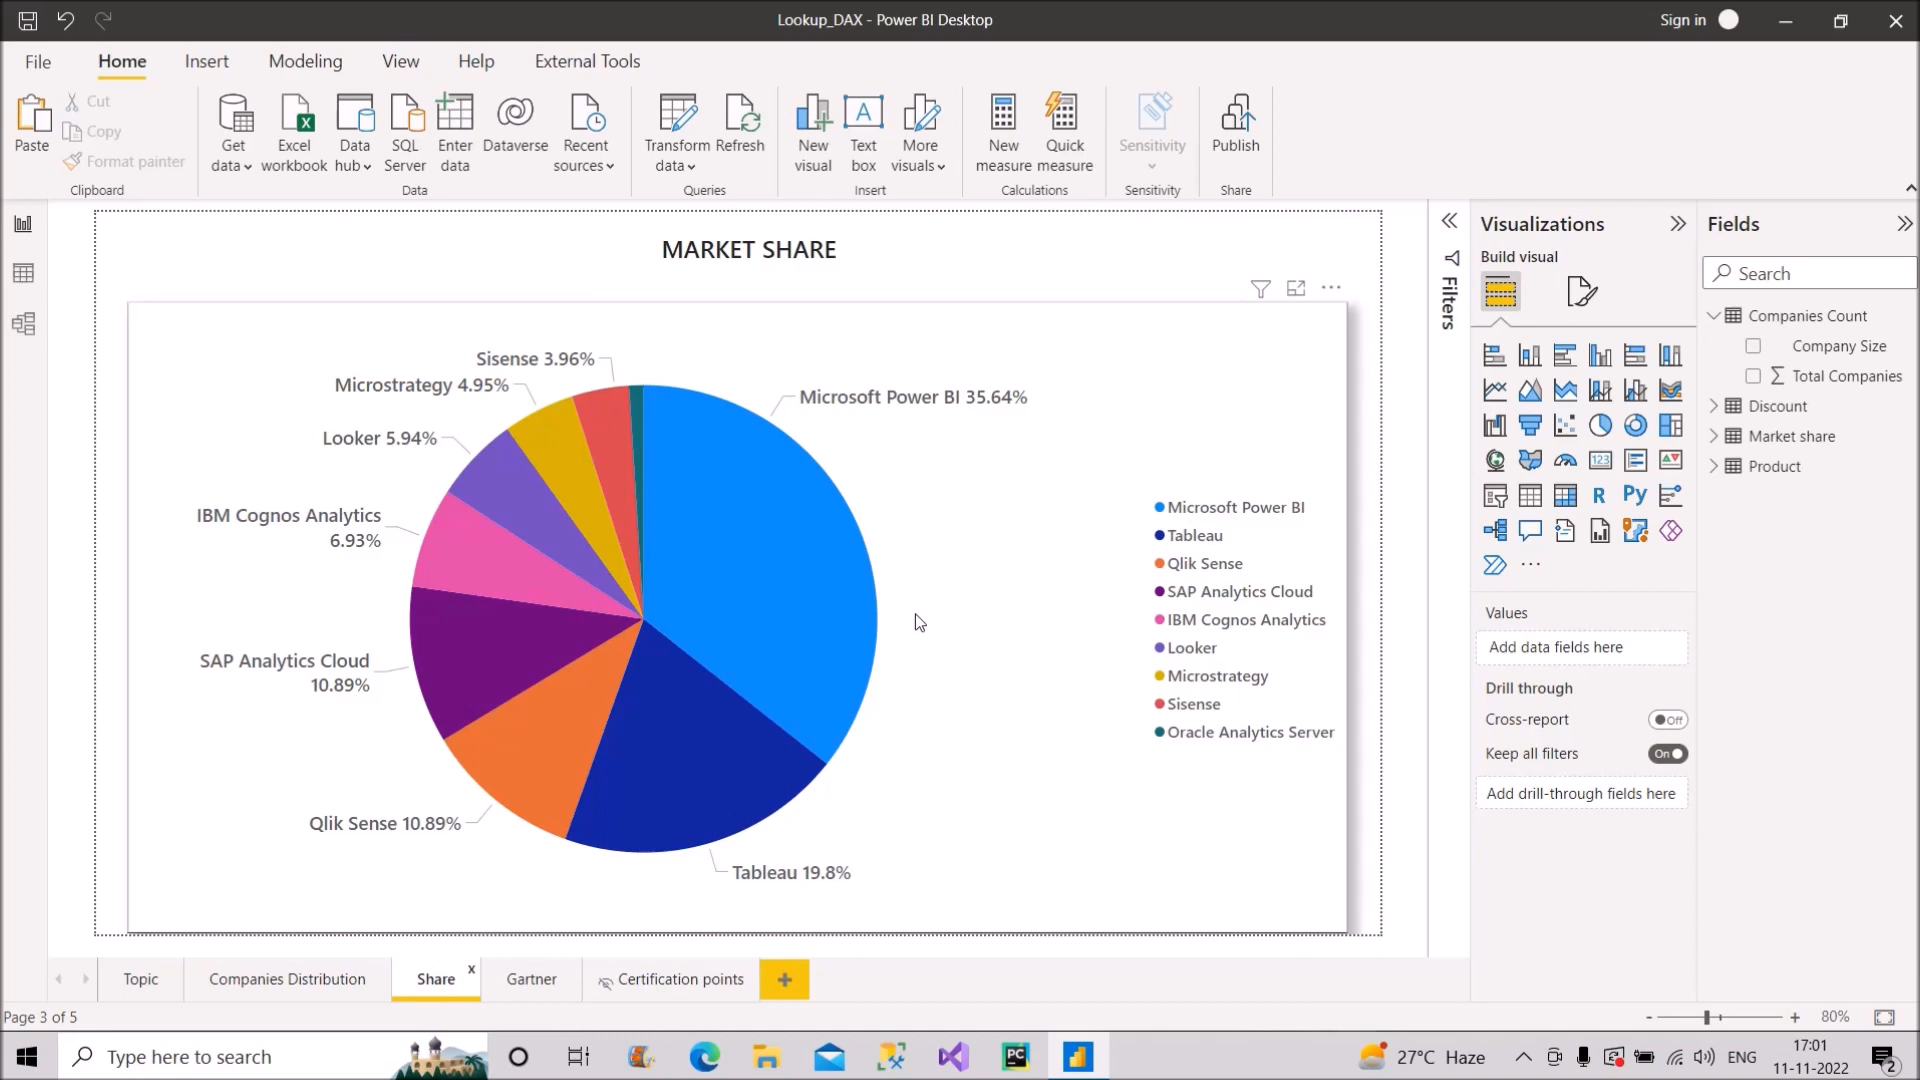 Lookup_DAX - Power BI Desktop
Sign in
File
Home
Insert
Modeling
View
Help
External Tools
Paste
Cut
Copy
Format painter
Get
data
Excel
workbook
Data
hub
SQL
Server
Enter
data
Dataverse
Recent
sources
Transform
data
Refresh
New
visual
Text
box
More
visuals
New
measure
Quick
measure
Sensitivity
Publish
Clipboard
Data
Queries
Insert
Calculations
Sensitivity
Share
MARKET SHARE
Sisense 3.96%
Microstrategy 4.95%
Microsoft Power BI 35.64%
Looker 5.94%
IBM Cognos Analytics
6.93%
SAP Analytics Cloud
10.89%
Qlik Sense 10.89%
Tableau 19.8%
Microsoft Power BI
Tableau
Qlik Sense
SAP Analytics Cloud
IBM Cognos Analytics
Looker
Microstrategy
Sisense
Oracle Analytics Server
Filters
Visualizations
Build visual
123
R
Py
Values
Add data fields here
Drill through
Cross-report
Off
Keep all filters
On
Add drill-through fields here
Fields
Search
Companies Count
Company Size
Total Companies
Discount
Market share
Product
Topic
Companies Distribution
Share
x
Gartner
Certification points
Page 3 of 5
80%
Type here to search
PC
27°C Haze
ENG
17:01
11-11-2022
2